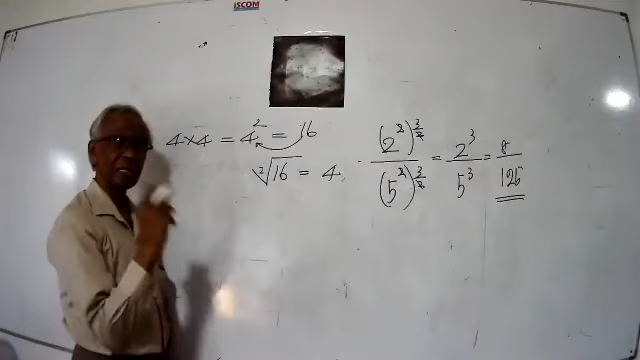 iSCOM
4×4 = 4² = 16
²√16 = 4
(2²)^(3/2) / (5²)^(3/2) = 2³ / 5³ = 8 / 125